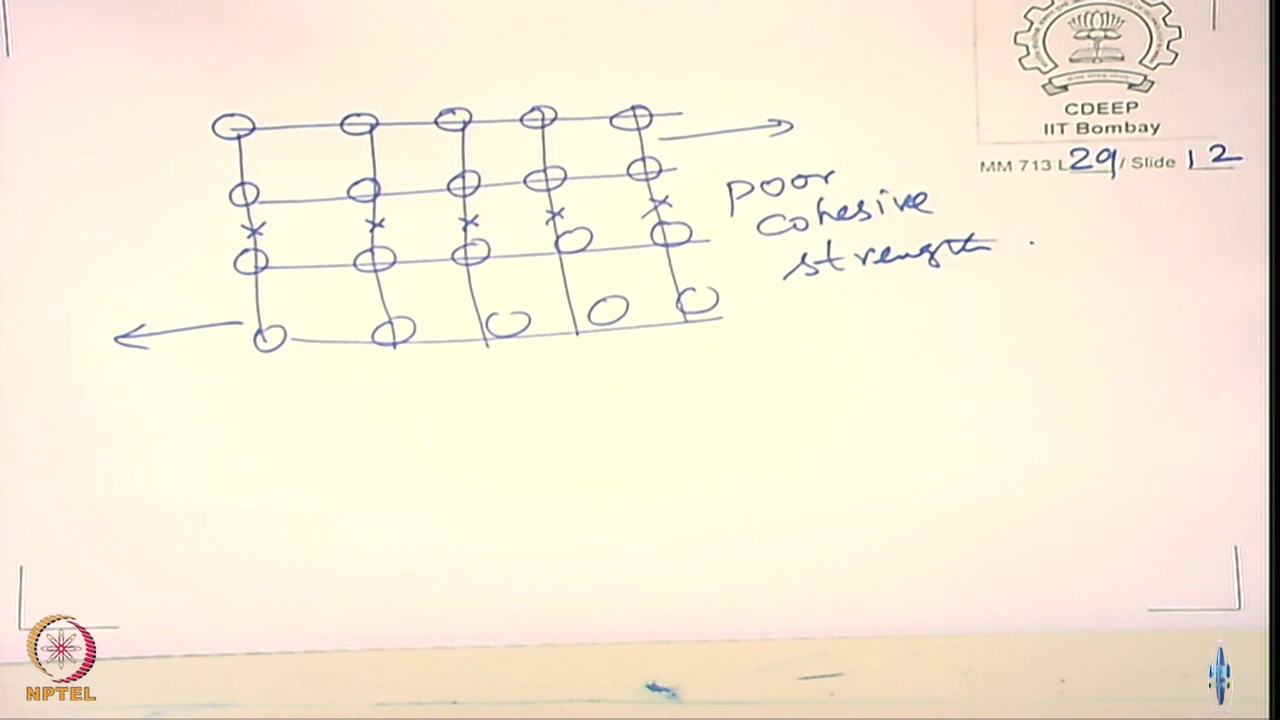 CDEEP
IIT Bombay
MM 713 L29/ Slide 12
poor
cohesive
strength.
NPTEL